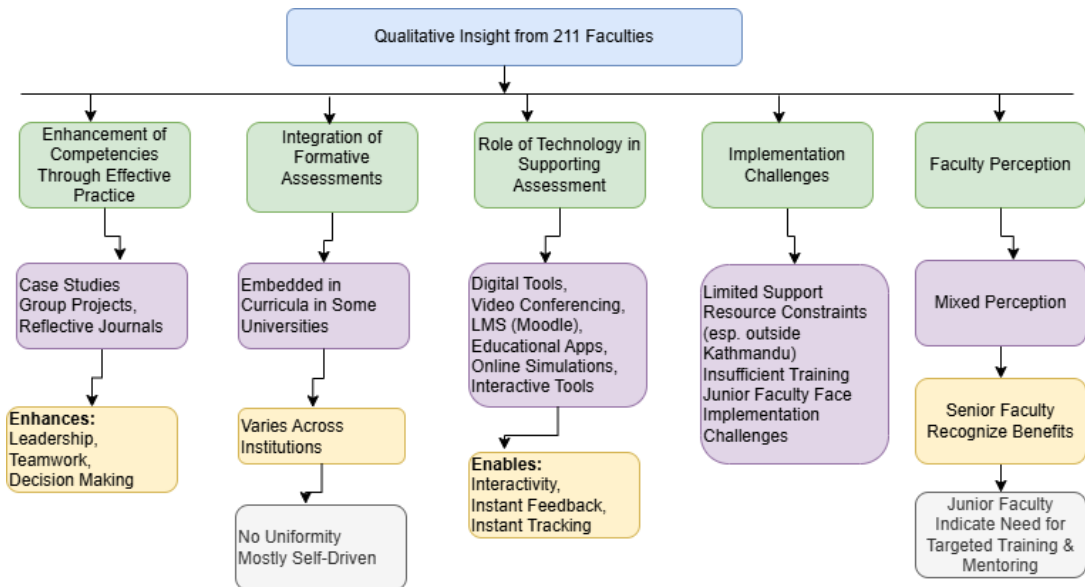 Qualitative Insight from 211 Faculties
Enhancement of
Competencies
Through Effective
Practice
Integration of
Formative
Assessments
Role of Technology in
Supporting
Assessment
Implementation
Challenges
Faculty Perception
Case Studies
Group Projects,
Reflective Journals
Embedded in
Curricula in Some
Universities
Digital Tools,
Video Conferencing,
LMS (Moodle),
Educational Apps,
Online Simulations,
Interactive Tools
Limited Support
Resource Constraints
(esp. outside
Kathmandu)
Insufficient Training
Junior Faculty Face
Implementation
Challenges
Mixed Perception
Enhances:
Leadership,
Teamwork,
Decision Making
Varies Across
Institutions
Enables:
Interactivity,
Instant Feedback,
Instant Tracking
Senior Faculty
Recognize Benefits
No Uniformity
Mostly Self-Driven
Junior Faculty
Indicate Need for
Targeted Training &
Mentoring